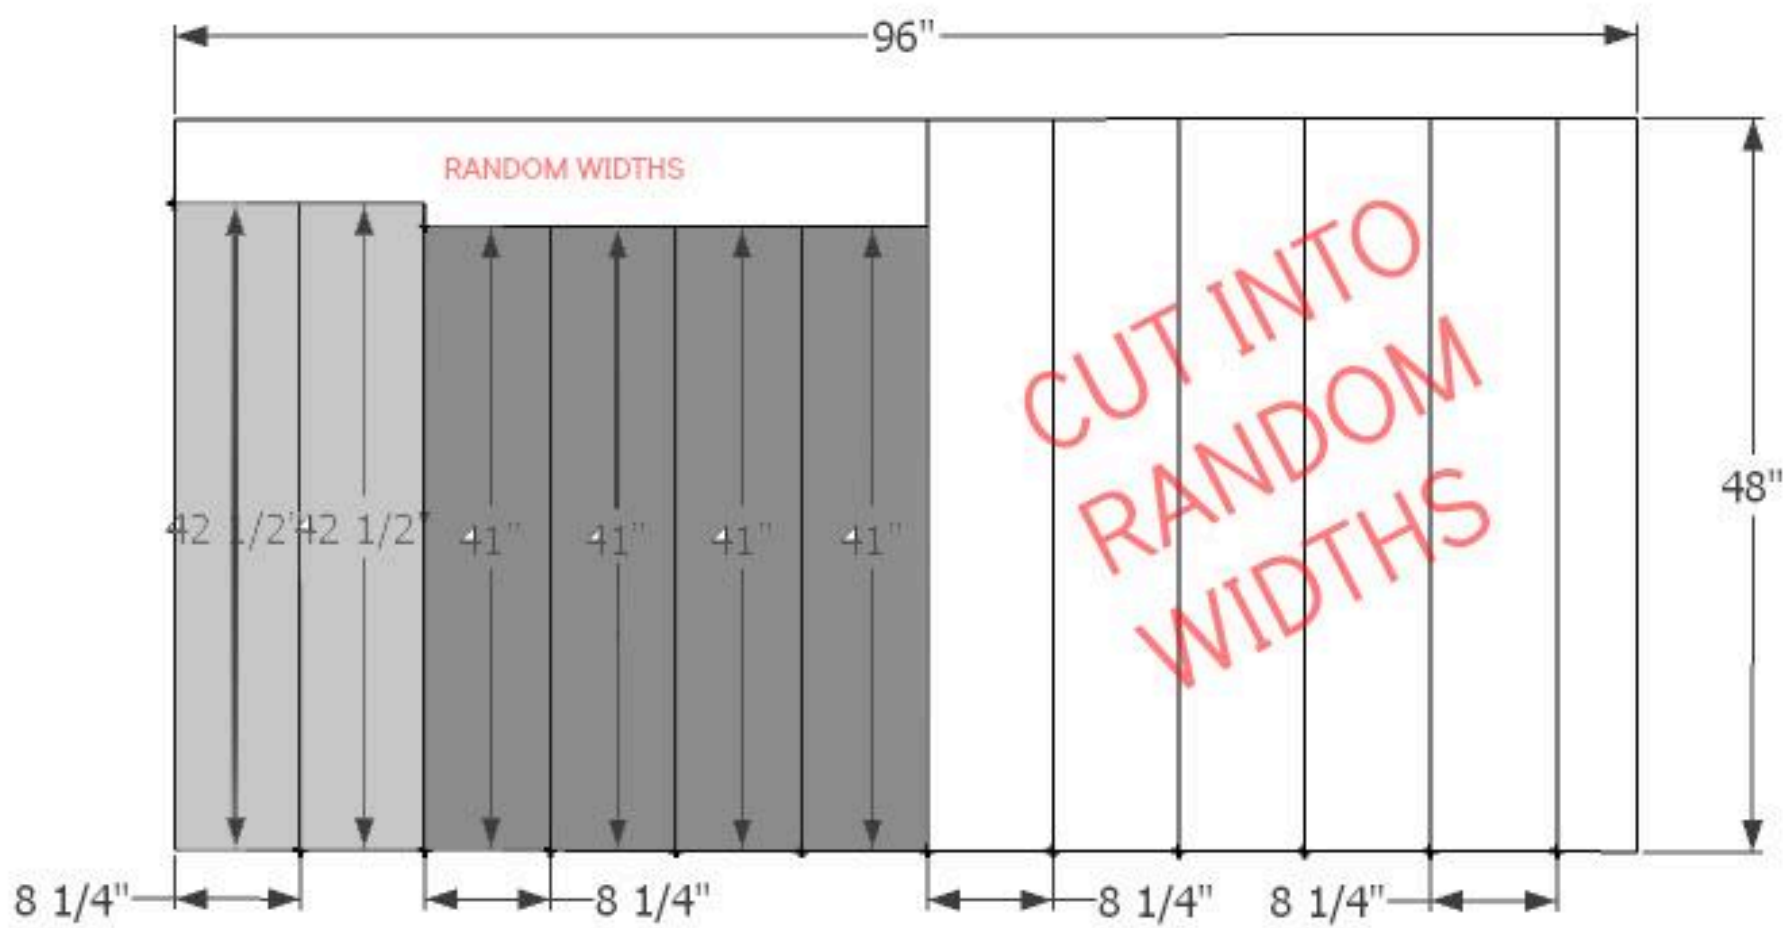 96"
RANDOM WIDTHS
CUT INTO
RANDOM
WIDTHS
48"
42 1/2" 42 1/2" 41" 41" 41" 41"
8 1/4" 8 1/4" 8 1/4" 8 1/4"